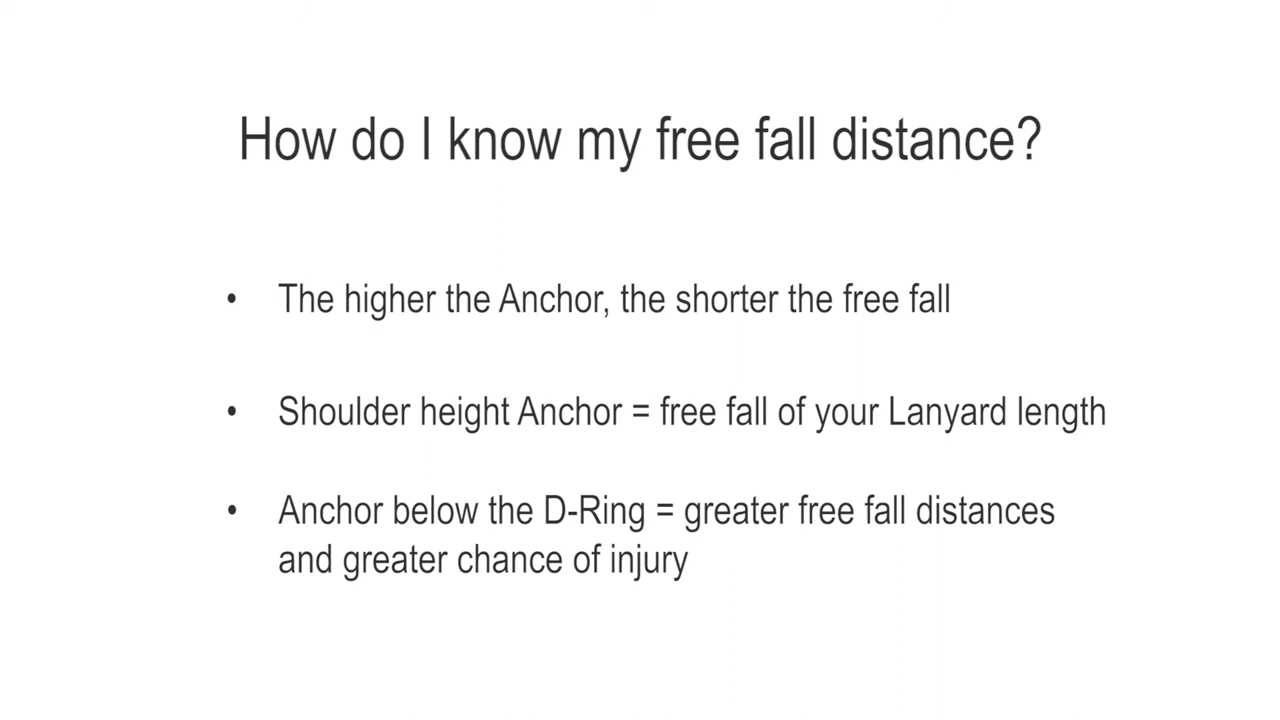 How do I know my free fall distance?
• The higher the Anchor, the shorter the free fall
• Shoulder height Anchor = free fall of your Lanyard length
• Anchor below the D-Ring = greater free fall distances
and greater chance of injury